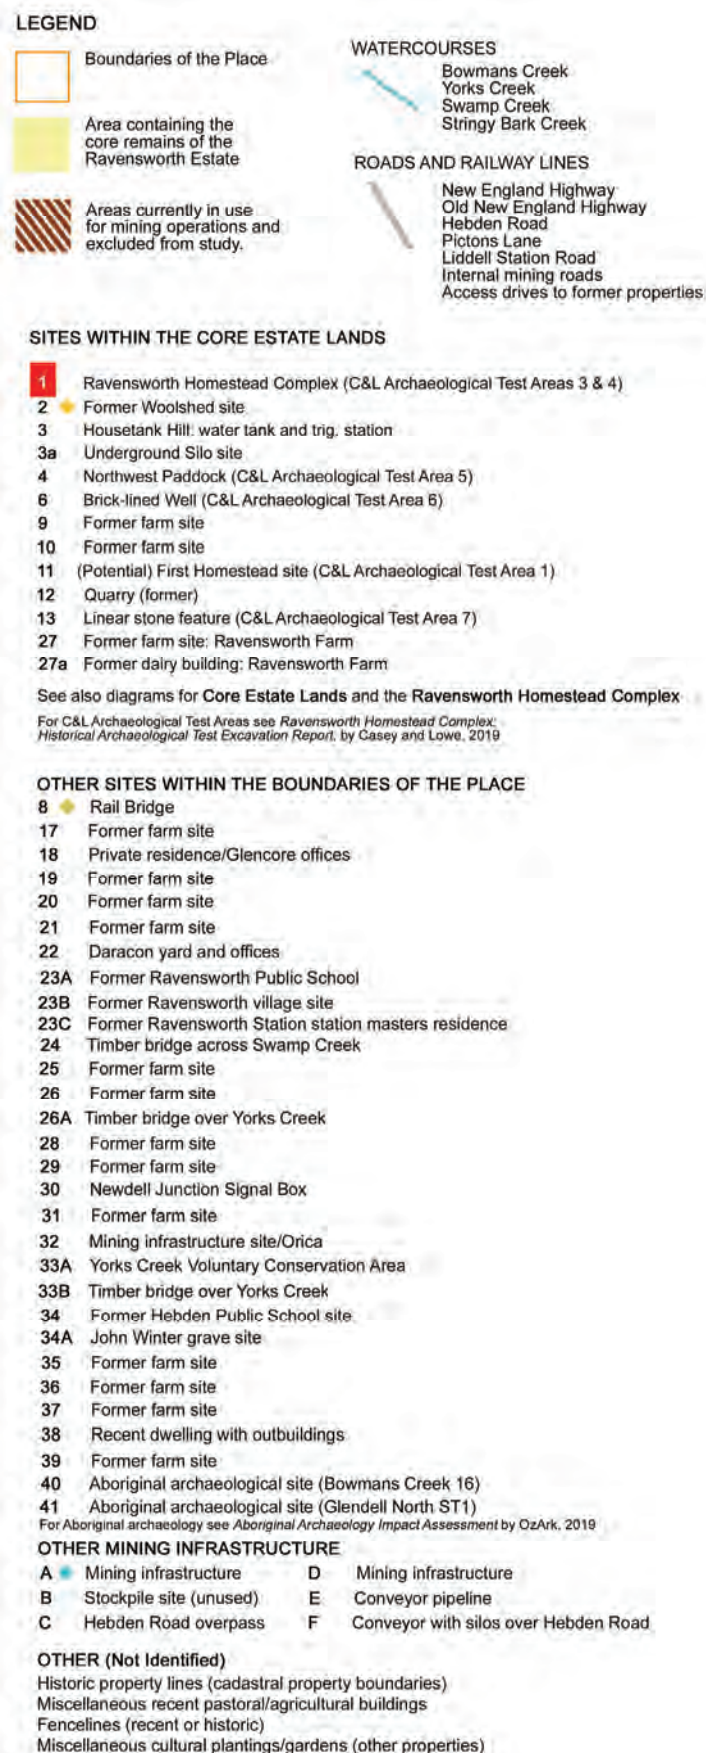 LEGEND
Boundaries of the Place
Area containing the
core remains of the
Ravensworth Estate
Areas currently in use
for mining operations and
excluded from study.
WATERCOURSES
Bowmans Creek
Yorks Creek
Swamp Creek
Stringy Bark Creek
ROADS AND RAILWAY LINES
New England Highway
Old New England Highway
Hebden Road
Pictons Lane
Liddell Station Road
Internal mining roads
Access drives to former properties
SITES WITHIN THE CORE ESTATE LANDS
1 Ravensworth Homestead Complex (C&L Archaeological Test Areas 3 & 4)
2 Former Woolshed site
3 Housetank Hill: water tank and trig. station
3a Underground Silo site
4 Northwest Paddock (C&L Archaeological Test Area 5)
6 Brick-lined Well (C&L Archaeological Test Area 6)
9 Former farm site
10 Former farm site
11 (Potential) First Homestead site (C&L Archaeological Test Area 1)
12 Quarry (former)
13 Linear stone feature (C&L Archaeological Test Area 7)
27 Former farm site: Ravensworth Farm
27a Former dairy building: Ravensworth Farm
See also diagrams for Core Estate Lands and the Ravensworth Homestead Complex
For C&L Archaeological Test Areas see Ravensworth Homestead Complex:
Historical Archaeological Test Excavation Report, by Casey and Lowe, 2019
OTHER SITES WITHIN THE BOUNDARIES OF THE PLACE
8 Rail Bridge
17 Former farm site
18 Private residence/Glencore offices
19 Former farm site
20 Former farm site
21 Former farm site
22 Daracon yard and offices
23A Former Ravensworth Public School
23B Former Ravensworth village site
23C Former Ravensworth Station station masters residence
24 Timber bridge across Swamp Creek
25 Former farm site
26 Former farm site
26A Timber bridge over Yorks Creek
28 Former farm site
29 Former farm site
30 Newdell Junction Signal Box
31 Former farm site
32 Mining infrastructure site/Orica
33A Yorks Creek Voluntary Conservation Area
33B Timber bridge over Yorks Creek
34 Former Hebden Public School site
34A John Winter grave site
35 Former farm site
36 Former farm site
37 Former farm site
38 Recent dwelling with outbuildings
39 Former farm site
40 Aboriginal archaeological site (Bowmans Creek 16)
41 Aboriginal archaeological site (Glendell North ST1)
For Aboriginal archaeology see Aboriginal Archaeology Impact Assessment by OzArk, 2019
OTHER MINING INFRASTRUCTURE
A Mining infrastructure D Mining infrastructure
B Stockpile site (unused) E Conveyor pipeline
C Hebden Road overpass F Conveyor with silos over Hebden Road
OTHER (Not Identified)
Historic property lines (cadastral property boundaries)
Miscellaneous recent pastoral/agricultural buildings
Fencelines (recent or historic)
Miscellaneous cultural plantings/gardens (other properties)